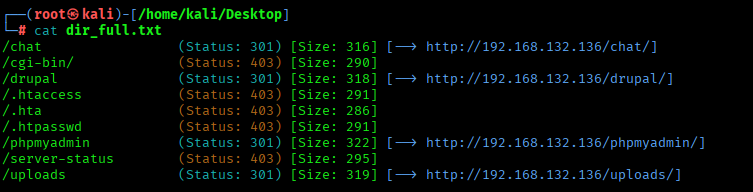 ┌──(root㉿kali)-[/home/kali/Desktop]
└─# cat dir_full.txt
/chat                 (Status: 301) [Size: 316] [--> http://192.168.132.136/chat/]
/cgi-bin/             (Status: 403) [Size: 290]
/drupal               (Status: 301) [Size: 318] [--> http://192.168.132.136/drupal/]
/.htaccess            (Status: 403) [Size: 291]
/.hta                 (Status: 403) [Size: 286]
/.htpasswd            (Status: 403) [Size: 291]
/phpmyadmin           (Status: 301) [Size: 322] [--> http://192.168.132.136/phpmyadmin/]
/server-status        (Status: 403) [Size: 295]
/uploads              (Status: 301) [Size: 319] [--> http://192.168.132.136/uploads/]